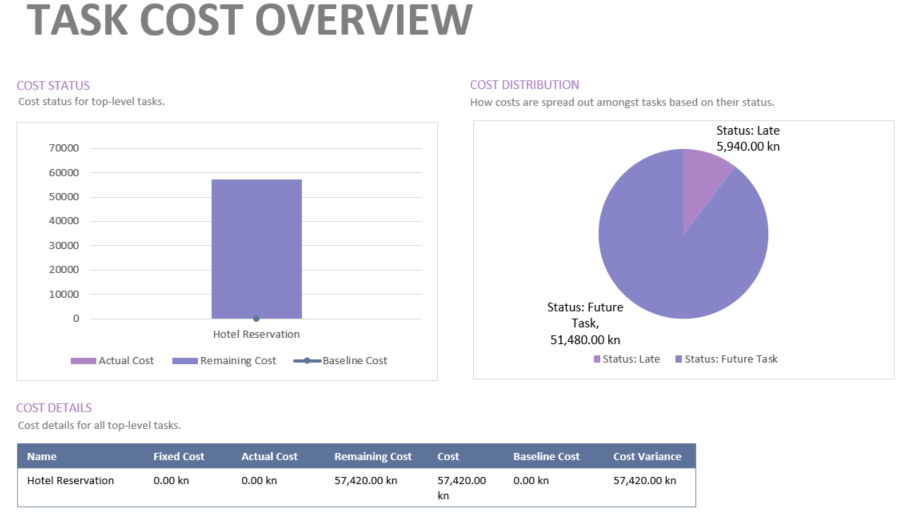 TASK COST OVERVIEW
COST STATUS
Cost status for top-level tasks.
70000
60000
50000
40000
30000
20000
10000
0
Hotel Reservation
Actual Cost Remaining Cost Baseline Cost
COST DISTRIBUTION
How costs are spread out amongst tasks based on their status.
Status: Late
5,940.00 kn
Status: Future
Task,
51,480.00 kn
Status: Late Status: Future Task
COST DETAILS
Cost details for all top-level tasks.
Name Fixed Cost Actual Cost Remaining Cost Cost Baseline Cost Cost Variance
Hotel Reservation 0.00 kn 0.00 kn 57,420.00 kn 57,420.00 0.00 kn 57,420.00 kn
kn